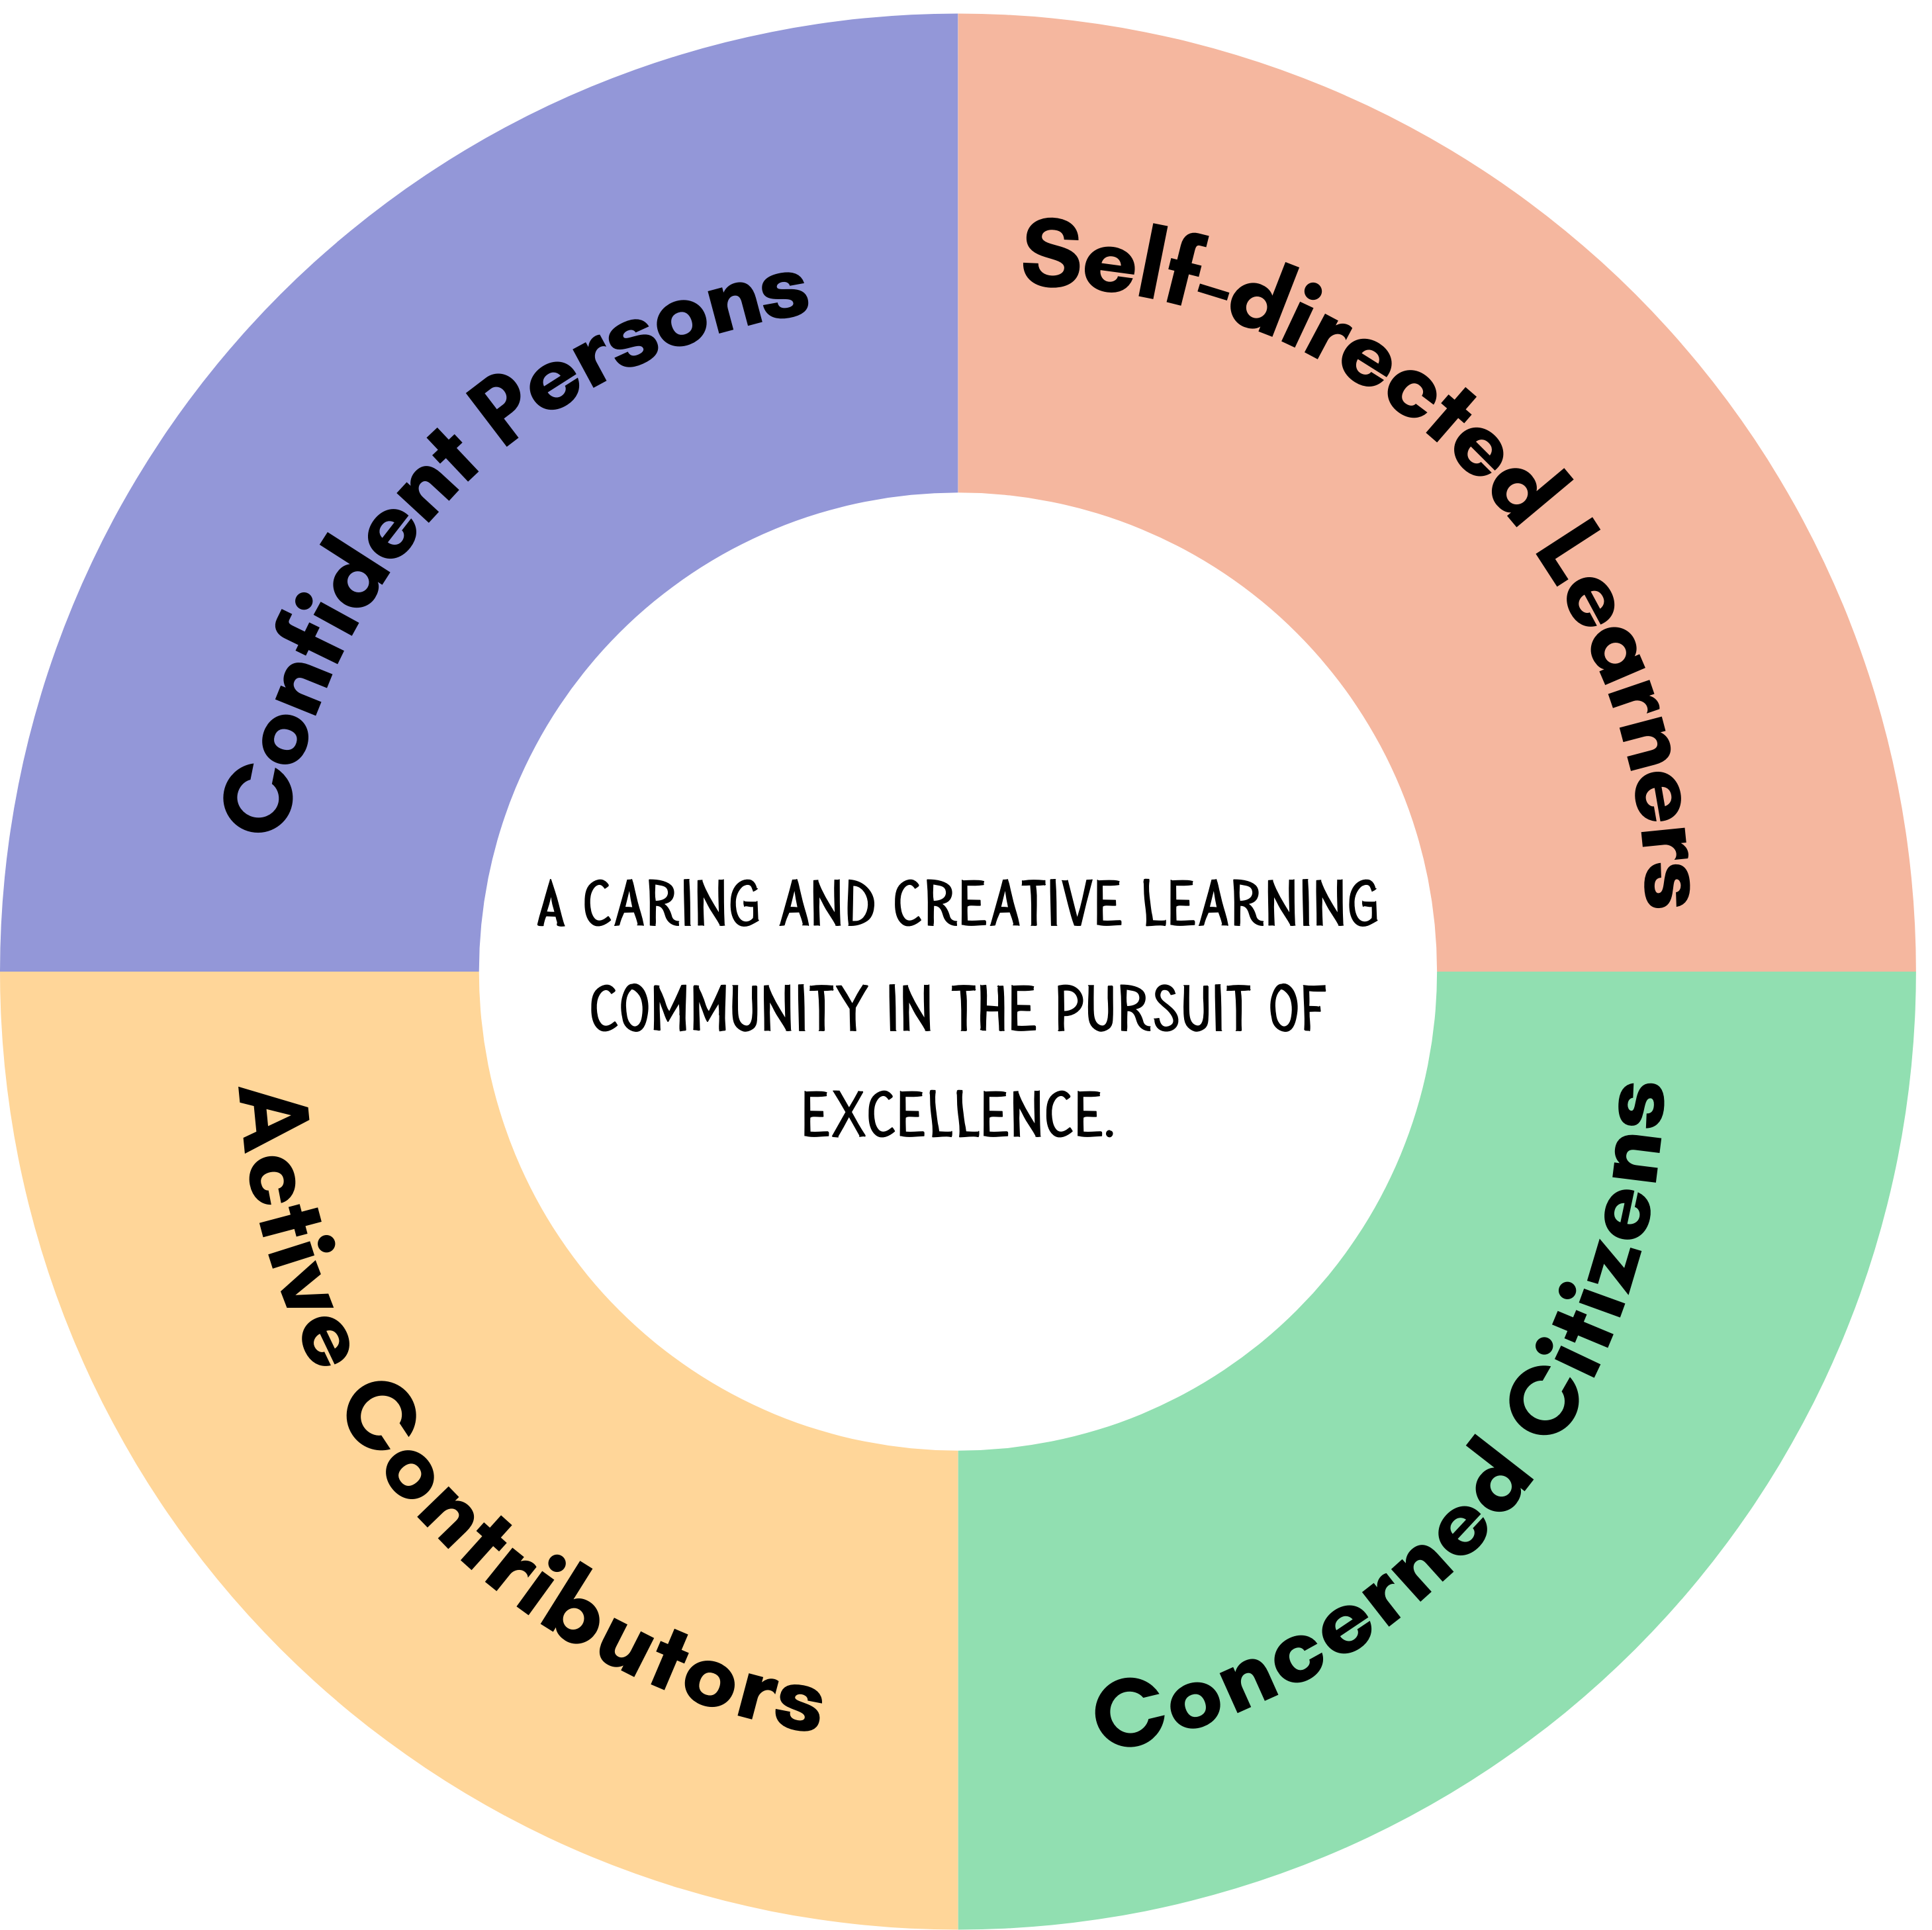 Confident Persons
Self-directed Learners
A CARING AND CREATIVE LEARNING
COMMUNITY IN THE PURSUIT OF
EXCELLENCE.
Active Contributors
Concerned Citizens